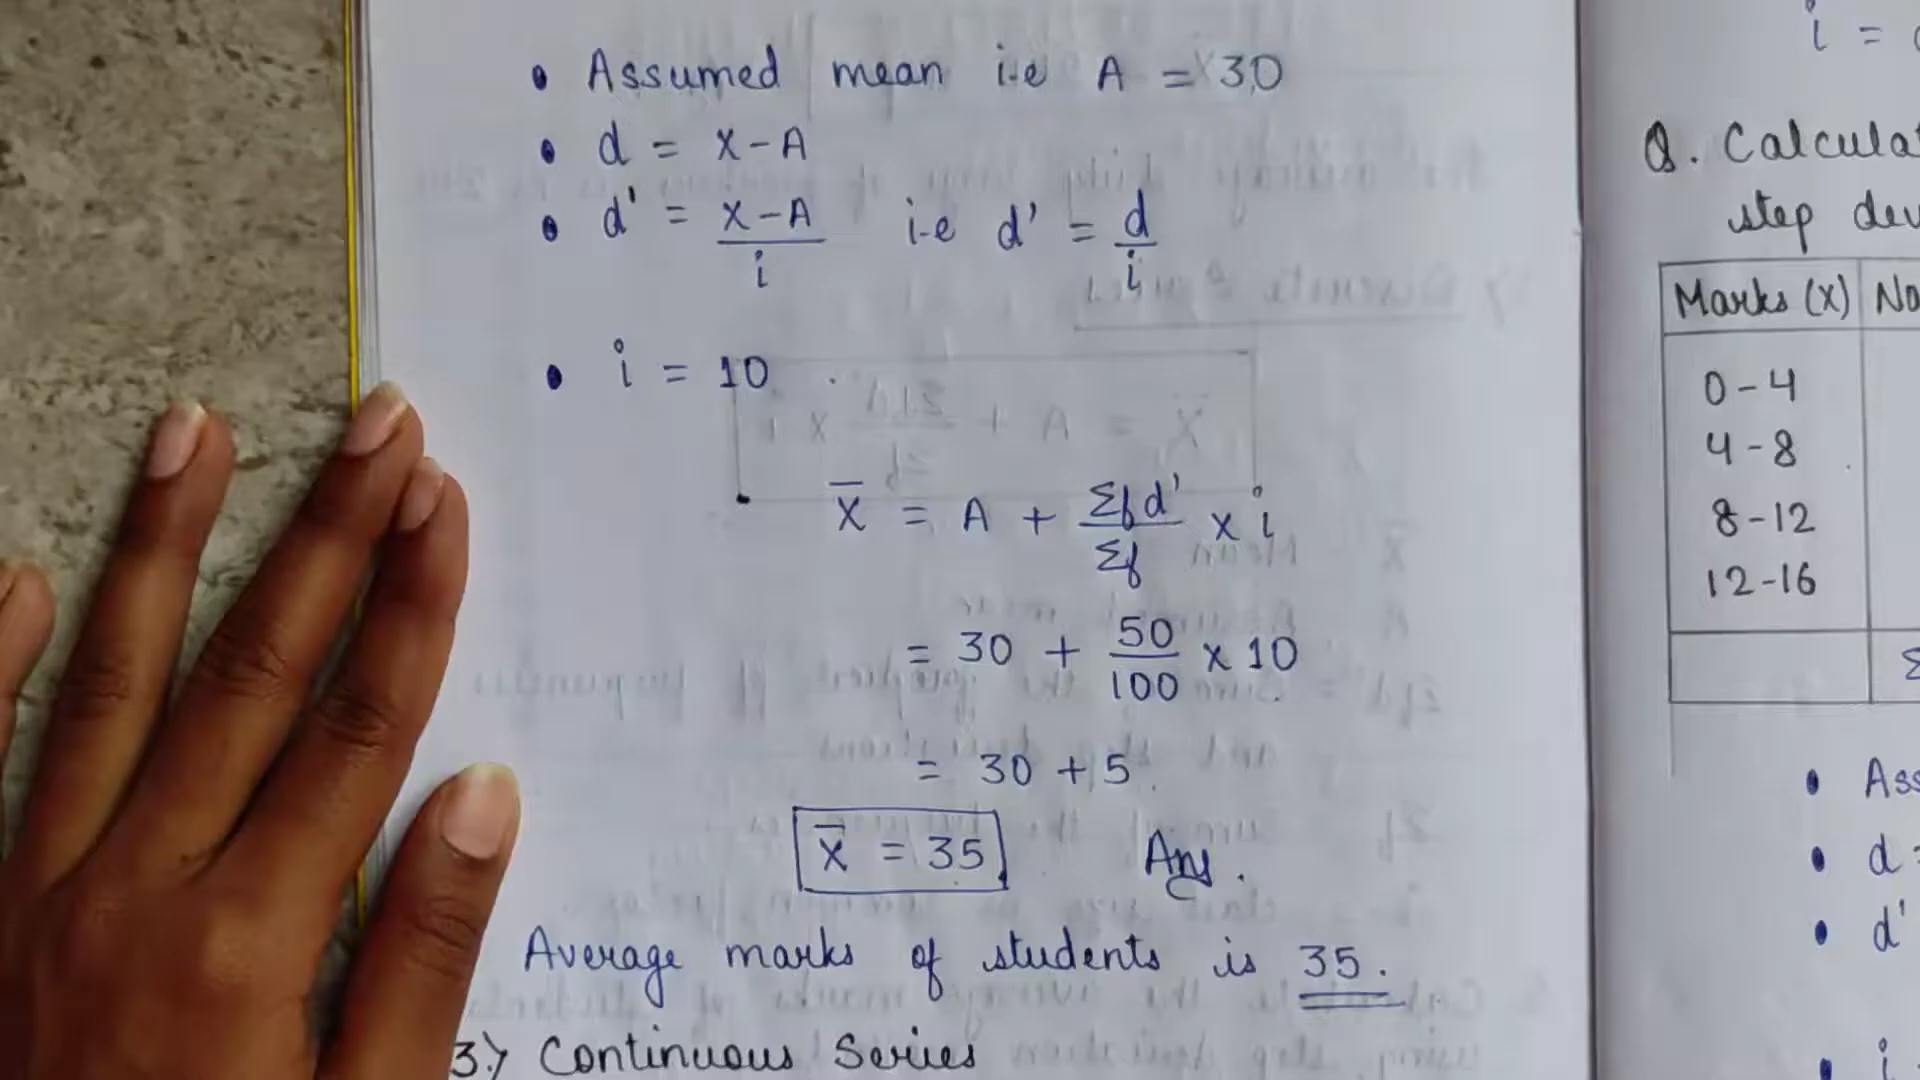 • Assumed mean i.e A = 30
• d = x-A
• d' = x-A/i i.e d' = d/i
• i = 10
x̄ = A + Σfd'/Σf x i
= 30 + 50/100 x 10
= 30 + 5
x̄ = 35 Ans.
Average marks of students is 35.
3.) Continuous Series
i =
Q. Calculat
step dev
Marks (x) No
0-4
4-8
8-12
12-16
Σ
• Ass
• d =
• d'
• i